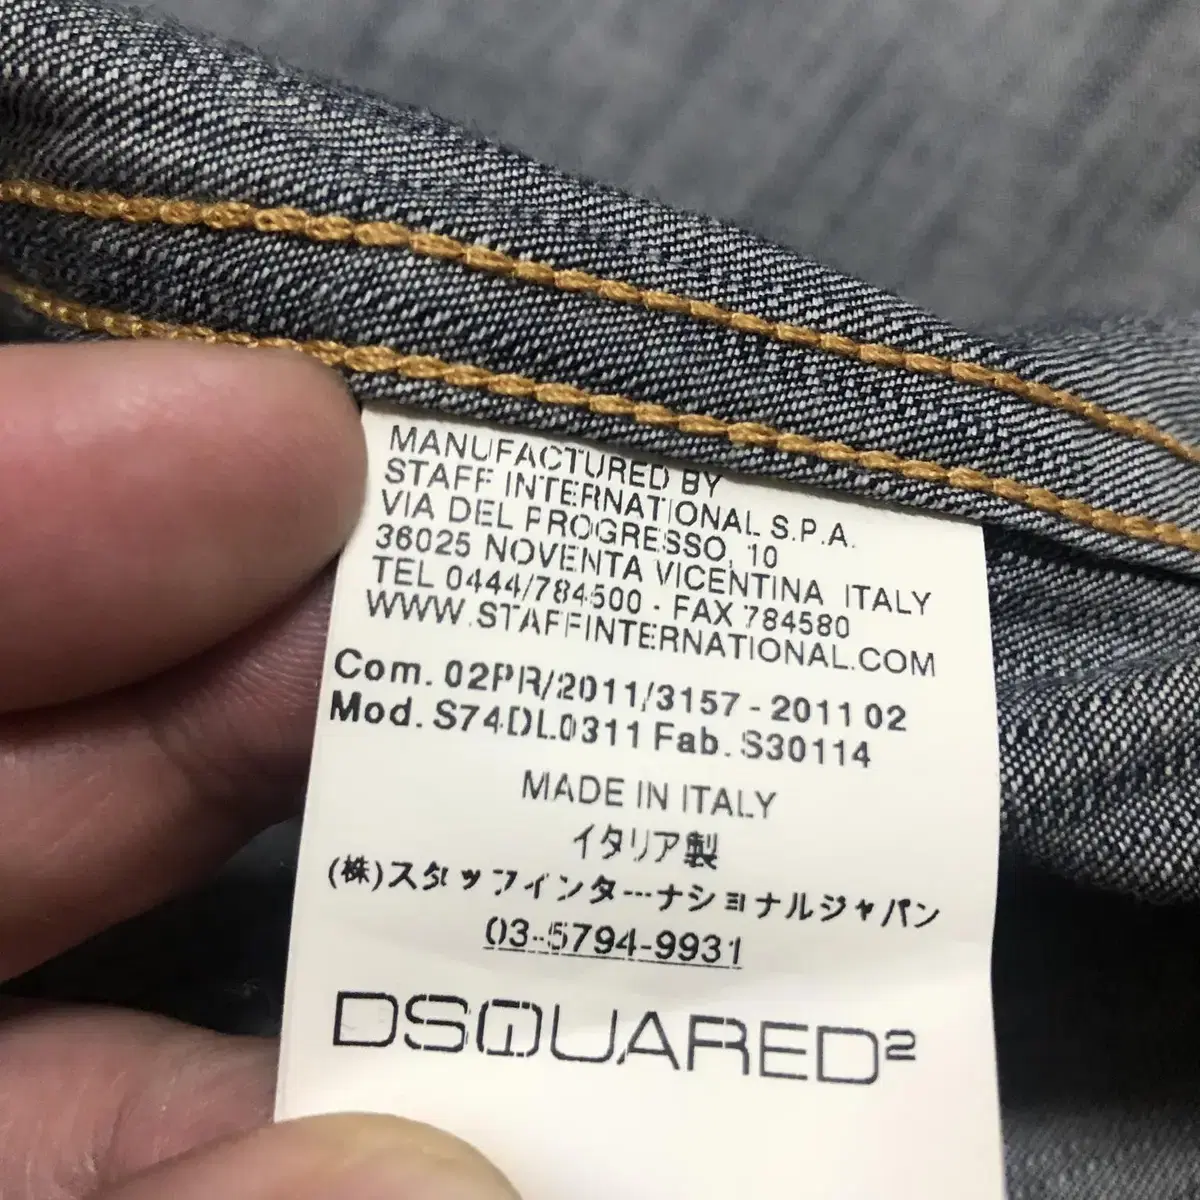 MANUFACTURED BY
STAFF INTERNATIONAL S.P.A.
VIA DEL PROGRESSO, 10
36025 NOVENTA VICENTINA ITALY
TEL 0444/784500 - FAX 784580
WWW.STAFFINTERNATIONAL.COM
Com. 02PR/2011/3157 - 2011 02
Mod. S74DL0311 Fab. S30114
MADE IN ITALY
イタリア製
(株)スタッフインターナショナルジャパン
03-5794-9931
DSQUARED²